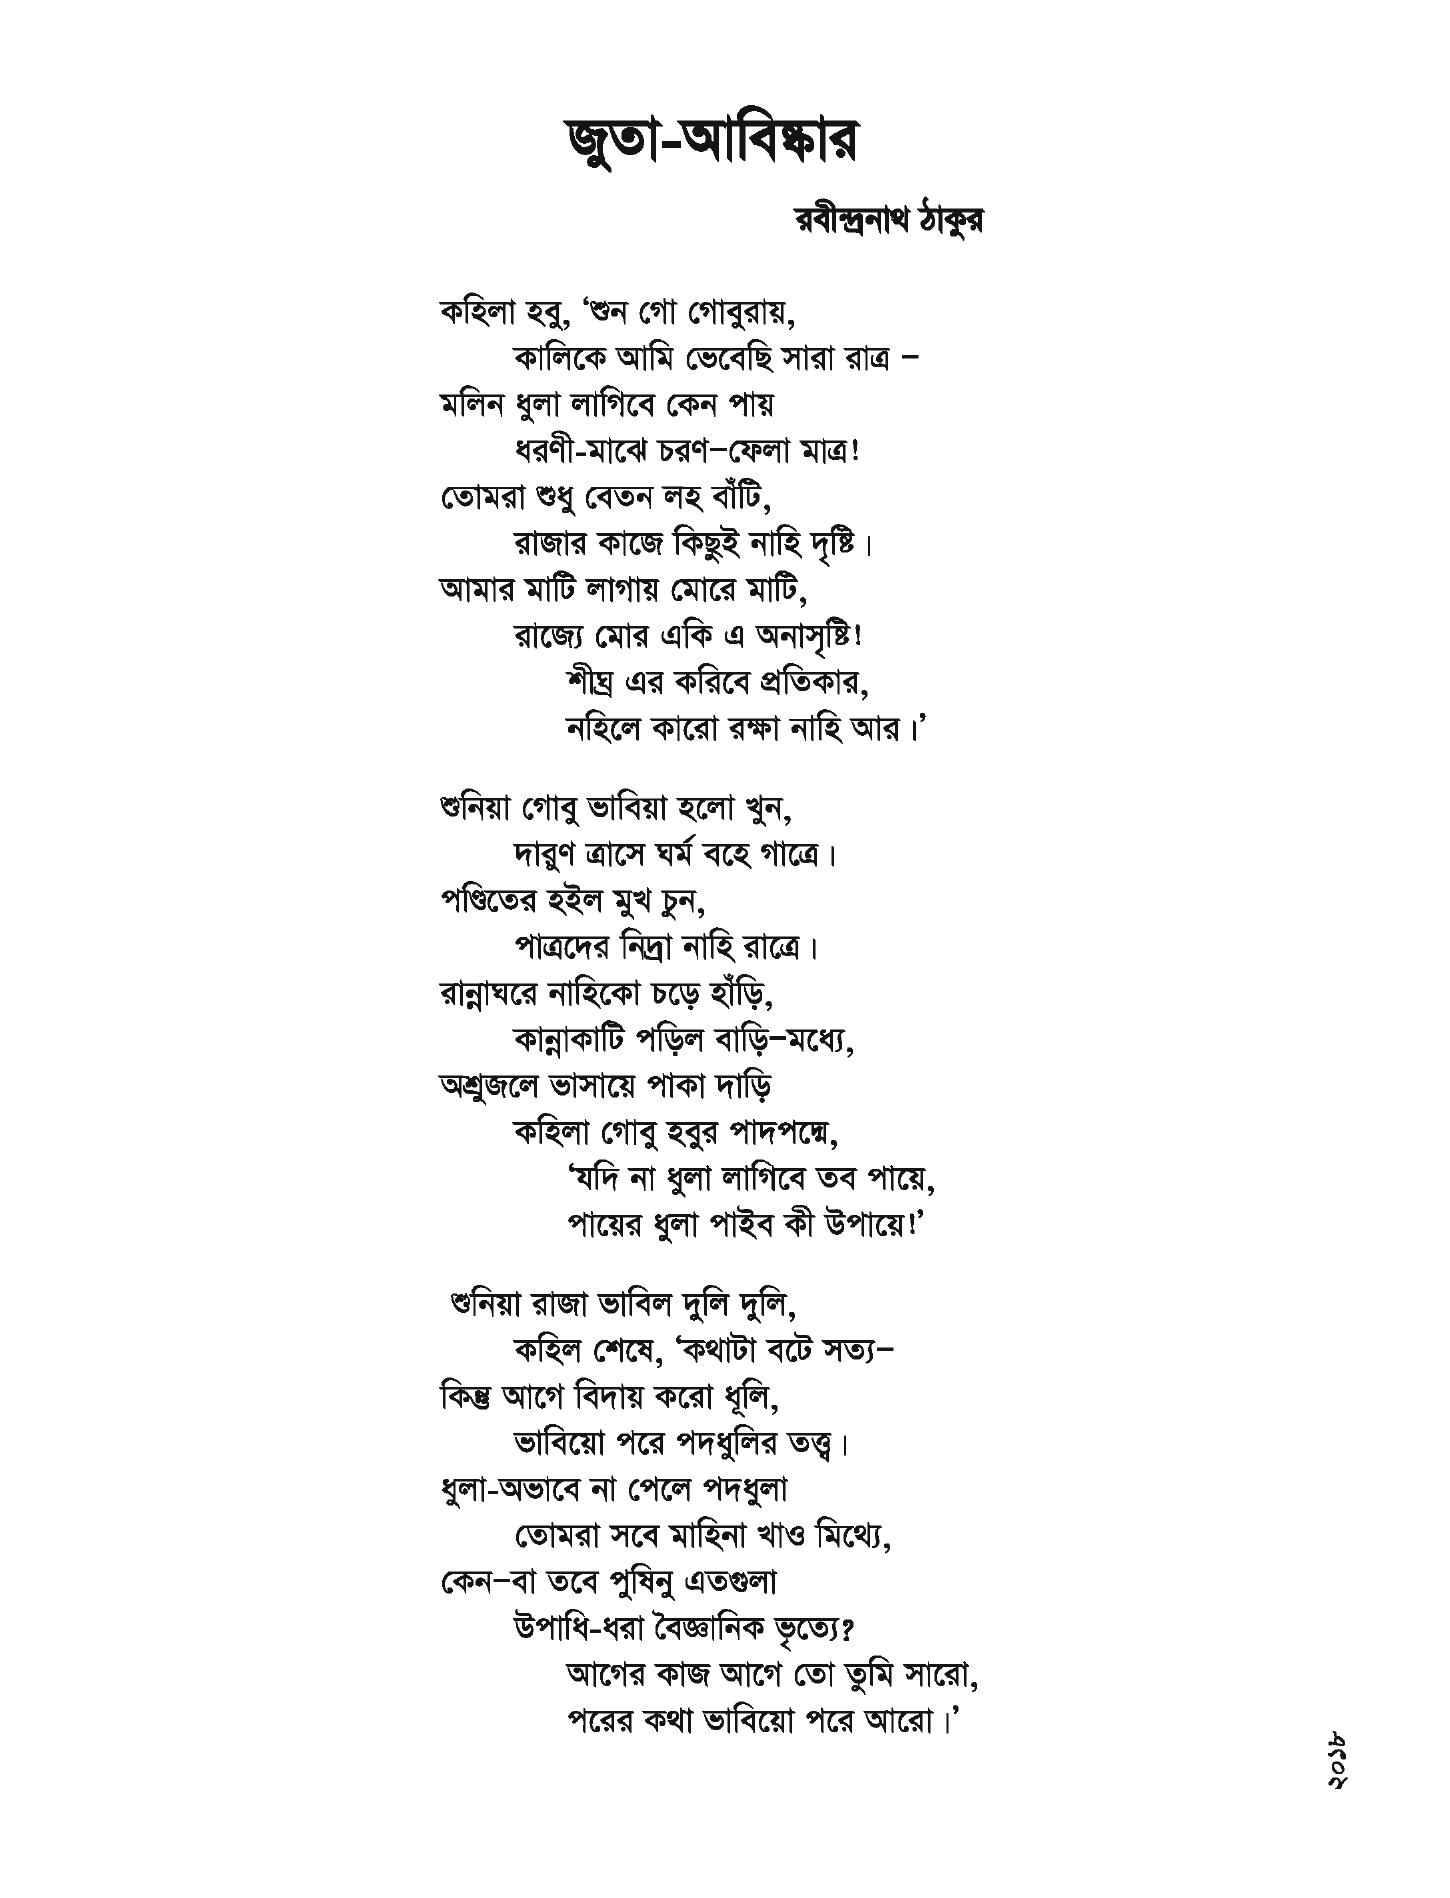 জুতা-আবিষ্কার
রবীন্দ্রনাথ ঠাকুর
কহিলা হবু, ‘শুন গো গোবুরায়,
কালিকে আমি ভেবেছি সারা রাত্র –
মলিন ধুলা লাগিবে কেন পায়
ধরণী-মাঝে চরণ–ফেলা মাত্র!
তোমরা শুধু বেতন লহ বাঁটি,
রাজার কাজে কিছুই নাহি দৃষ্টি।
আমার মাটি লাগায় মোরে মাটি,
রাজ্যে মোর একি এ অনাসৃষ্টি!
শীঘ্র এর করিবে প্রতিকার,
নহিলে কারো রক্ষা নাহি আর।’
শুনিয়া গোবু ভাবিয়া হলো খুন,
দারুণ ত্রাসে ঘর্ম বহে গাত্রে।
পণ্ডিতের হইল মুখ চুন,
পাত্রদের নিদ্রা নাহি রাত্রে।
রান্নাঘরে নাহিকো চড়ে হাঁড়ি,
কান্নাকাটি পড়িল বাড়ি–মধ্যে,
অশ্রুজলে ভাসায়ে পাকা দাড়ি
কহিলা গোবু হবুর পাদপদ্মে,
‘যদি না ধুলা লাগিবে তব পায়ে,
পায়ের ধুলা পাইব কী উপায়ে!’
শুনিয়া রাজা ভাবিল দুলি দুলি,
কহিল শেষে, ‘কথাটা বটে সত্য–
কিন্তু আগে বিদায় করো ধূলি,
ভাবিয়ো পরে পদধুলির তত্ত্ব।
ধুলা-অভাবে না পেলে পদধুলা
তোমরা সবে মাহিনা খাও মিথ্যে,
কেন–বা তবে পুষিনু এতগুলা
উপাধি-ধরা বৈজ্ঞানিক ভৃত্যে?
আগের কাজ আগে তো তুমি সারো,
পরের কথা ভাবিয়ো পরে আরো।’
২০১৮